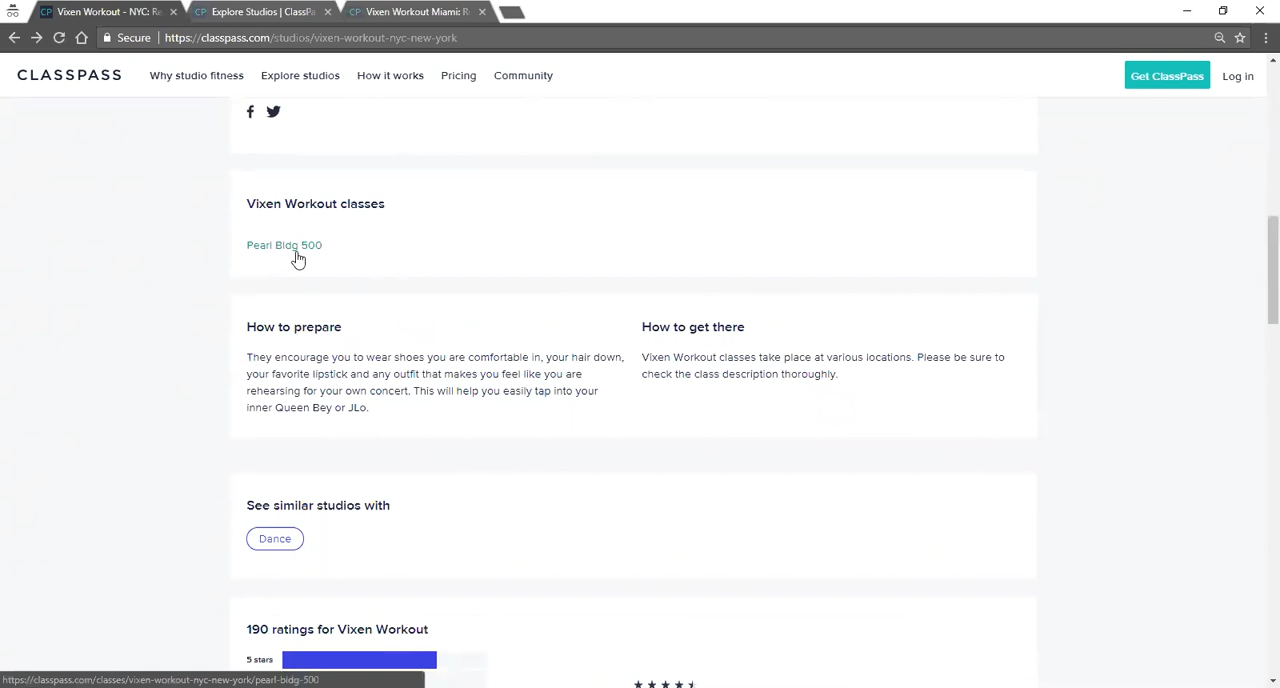 Vixen Workout - NYC: Re
Explore Studios | ClassPa
Vixen Workout Miami: R
Secure
https://classpass.com/studios/vixen-workout-nyc-new-york
CLASSPASS
Why studio fitness
Explore studios
How it works
Pricing
Community
Get ClassPass
Log in
Vixen Workout classes
Pearl Bldg 500
How to prepare
They encourage you to wear shoes you are comfortable in, your hair down,
your favorite lipstick and any outfit that makes you feel like you are
rehearsing for your own concert. This will help you easily tap into your
inner Queen Bey or JLo.
How to get there
Vixen Workout classes take place at various locations. Please be sure to
check the class description thoroughly.
See similar studios with
Dance
190 ratings for Vixen Workout
5 stars
https://classpass.com/classes/vixen-workout-nyc-new-york/pearl-bldg-500